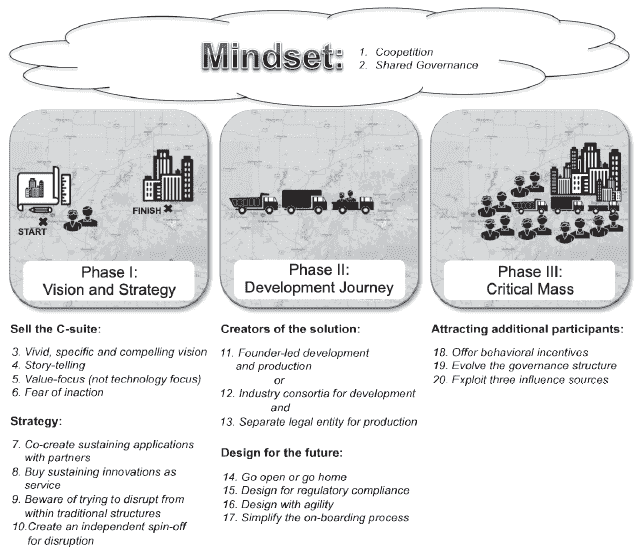 Mindset:
1. Coopetition
2. Shared Governance
START
FINISH
Phase I:
Vision and Strategy
Phase II:
Development Journey
Phase III:
Critical Mass
Sell the C-suite:
3. Vivid, specific and compelling vision
4. Story-telling
5. Value-focus (not technology focus)
6. Fear of inaction
Strategy:
7. Co-create sustaining applications
with partners
8. Buy sustaining innovations as
service
9. Beware of trying to disrupt from
within traditional structures
10.Create an independent spin-off
for disruption
Creators of the solution:
11. Founder-led development
and production
or
12. Industry consortia for development
and
13. Separate legal entity for production
Design for the future:
14. Go open or go home
15. Design for regulatory compliance
16. Design with agility
17. Simplify the on-boarding process
Attracting additional participants:
18. Offer behavioral incentives
19. Evolve the governance structure
20. Exploit three influence sources